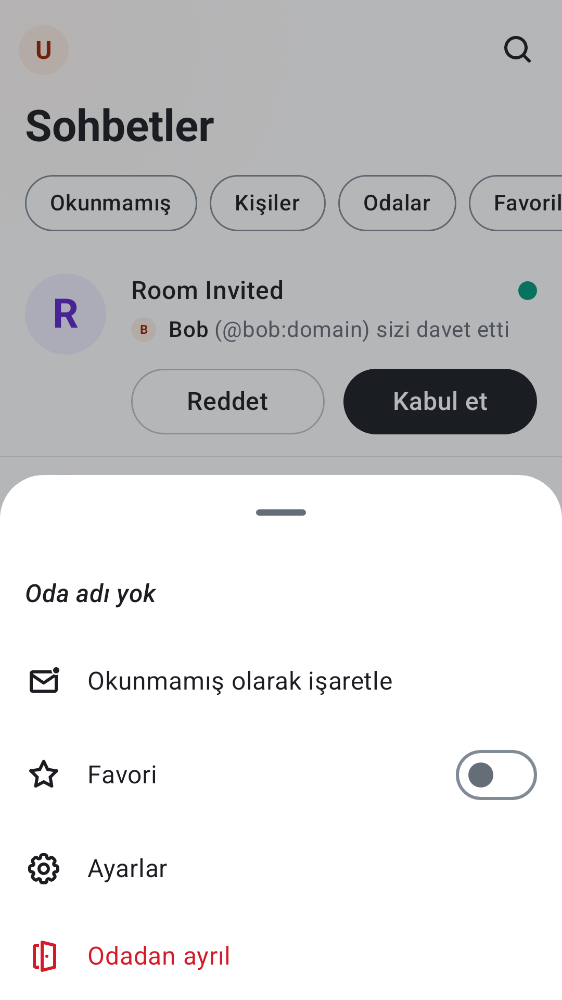 U
Sohbetler
Okunmamış Kişiler Odalar Favoril
R
Room Invited
B Bob (@bob:domain) sizi davet etti
Reddet Kabul et
Oda adı yok
Okunmamış olarak işaretle
Favori
Ayarlar
Odadan ayrıl